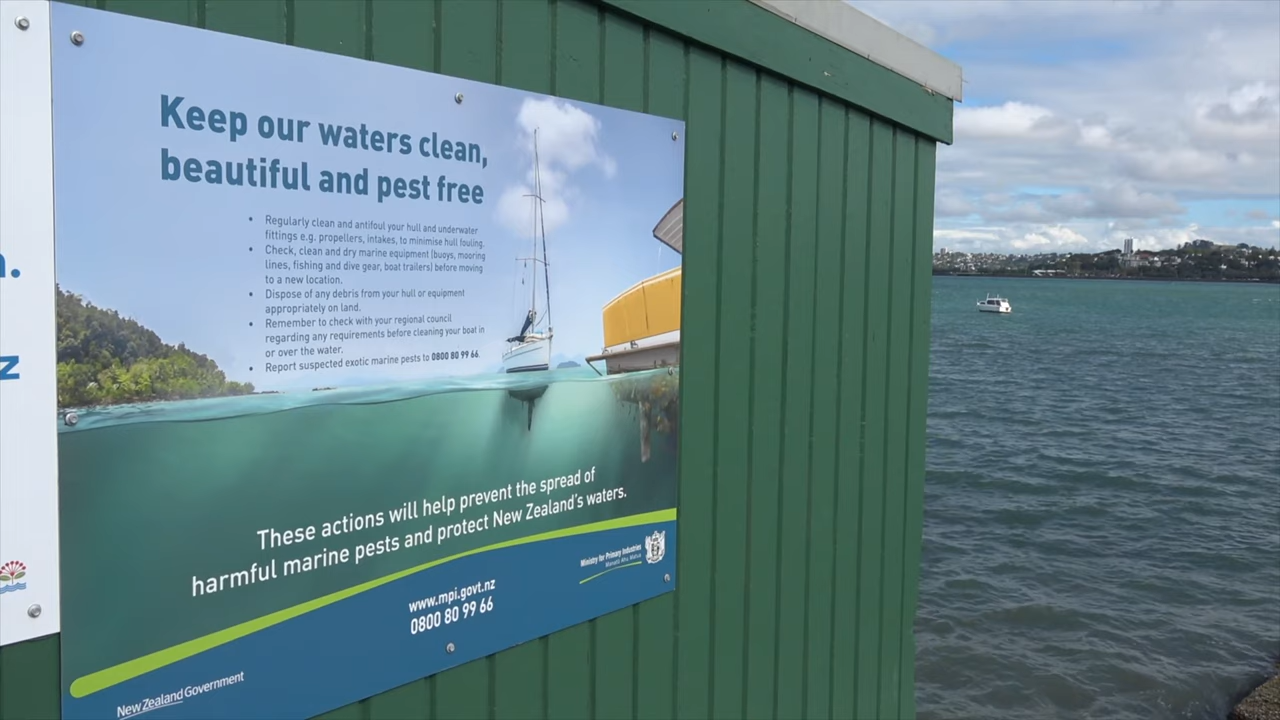 .
z
Keep our waters clean,
beautiful and pest free
• Regularly clean and antifoul your hull and underwater
fittings e.g. propellers, intakes, to minimise hull fouling.
• Check, clean and dry marine equipment (buoys, mooring
lines, fishing and dive gear, boat trailers) before moving
to a new location.
• Dispose of any debris from your hull or equipment
appropriately on land.
• Remember to check with your regional council
regarding any requirements before cleaning your boat in
or over the water.
• Report suspected exotic marine pests to 0800 80 99 66.
These actions will help prevent the spread of
harmful marine pests and protect New Zealand's waters.
Ministry for Primary Industries
Manatū Ahu Matua
www.mpi.govt.nz
0800 80 99 66
New Zealand Government